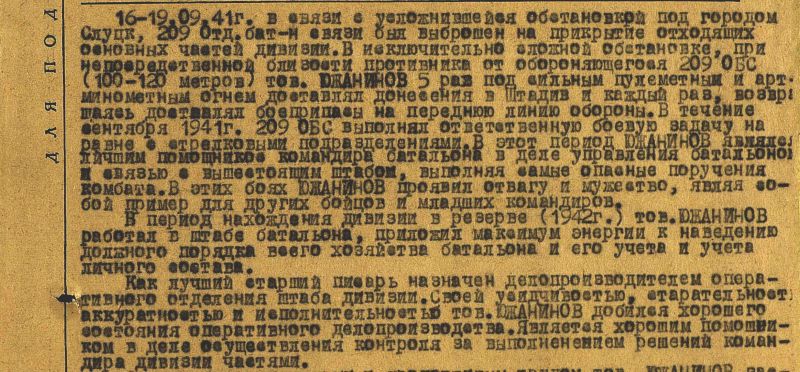 16-19.09.41г. в связи с усложнившейся обстановкой под городом
Слуцк, 209 отд.бат-н связи был выброшен на прикрытие отходящих
основных частей дивизии.В исключительно сложной обстановке, при
непосредственной близости противника от обороняющегося 209 ОБС
(100-120 метров) тов. ЮЖАНИНОВ 5 раз под сильным пулеметным и арт-
минометным огнем доставлял донесения в Штадив и каждый раз, возвра
щаясь доставлял боеприпасы на переднюю линию обороны.В течение
сентября 1941г. 209 ОБС выполнял ответственную боевую задачу на
равне с стрелковыми подразделениями.В этот период ЮЖАНИНОВ являлся
лучшим помощником командира батальона в деле управления батальоном
и связью с вышестоящим штабом, выполняя самые опасные поручения
комбата.В этих боях ЮЖАНИНОВ проявил отвагу и мужество, являя со-
бой пример для других бойцов и младших командиров.
В период нахождения дивизии в резерве (1942г.) тов.ЮЖАНИНОВ
работал в штабе батальона, приложил максимум энергии к наведению
должного порядка всего хозяйства батальона и его учета и учета
личного состава.
Как лучший старший писарь назначен делопроизводителем опера-
тивного отделения штаба дивизии.Своей усидчивостью, старательност
аккуратностью и исполнительностью тов.ЮЖАНИНОВ добился хорошего
состояния оперативного делопроизводства.Является хорошим помощни-
ком в деле осуществления контроля за выполнением решений коман-
дира дивизии частями.
ДЛЯ ПОД